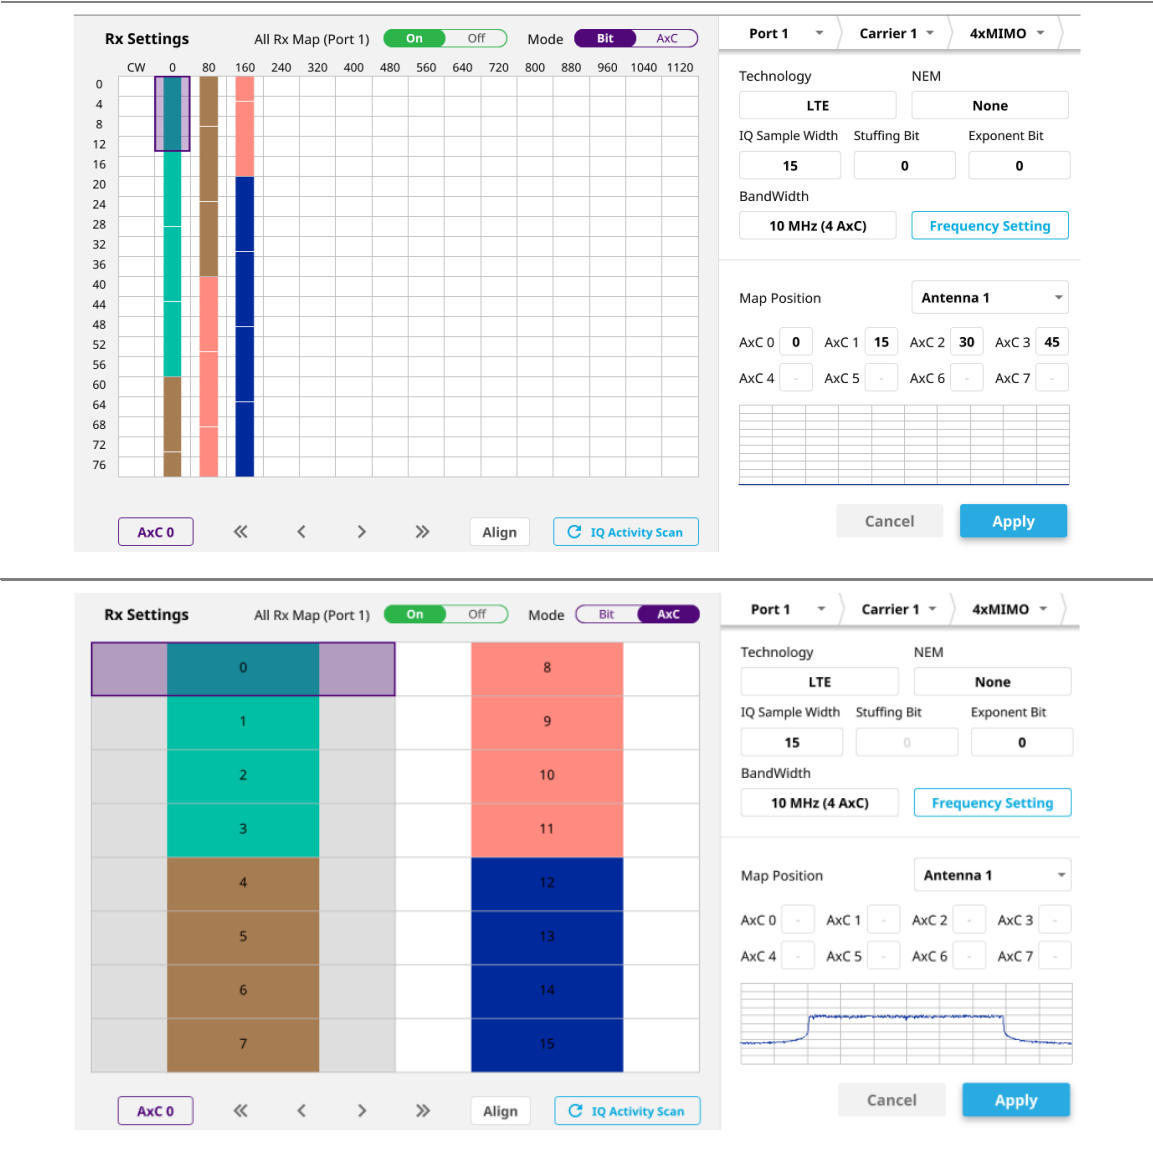 Rx Settings All Rx Map (Port 1) On Off Mode Bit AxC Port 1 Carrier 1 4xMIMO
CW 0 80 160 240 320 400 480 560 640 720 800 880 960 1040 1120
0
4
8
12
16
20
24
28
32
36
40
44
48
52
56
60
64
68
72
76
AxC 0 Align IQ Activity Scan
Technology NEM
LTE None
IQ Sample Width Stuffing Bit Exponent Bit
15 0 0
BandWidth
10 MHz (4 AxC) Frequency Setting
Map Position Antenna 1
AxC 0 0 AxC 1 15 AxC 2 30 AxC 3 45
AxC 4 - AxC 5 - AxC 6 - AxC 7 -
Cancel Apply
Rx Settings All Rx Map (Port 1) On Off Mode Bit AxC Port 1 Carrier 1 4xMIMO
0 8
1 9
2 10
3 11
4 12
5 13
6 14
7 15
AxC 0 Align IQ Activity Scan
Technology NEM
LTE None
IQ Sample Width Stuffing Bit Exponent Bit
15 0 0
BandWidth
10 MHz (4 AxC) Frequency Setting
Map Position Antenna 1
AxC 0 - AxC 1 - AxC 2 - AxC 3 -
AxC 4 - AxC 5 - AxC 6 - AxC 7 -
Cancel Apply